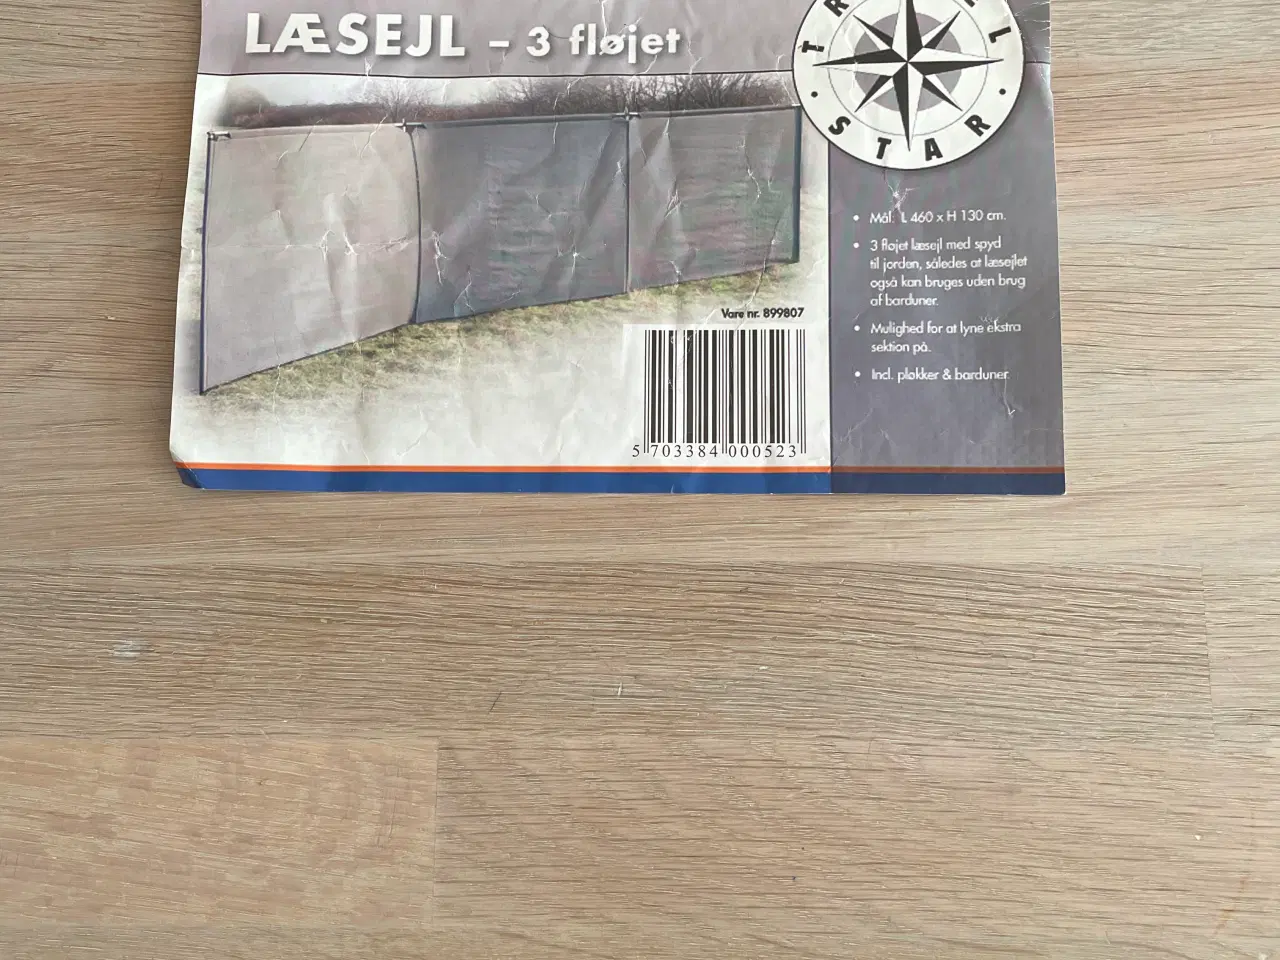 LÆSEJL – 3 fløjet
STAR
• Mål: L 460 x H 130 cm.
• 3 fløjet læsejl med spyd
til jorden, således at læsejlet
også kan bruges uden brug
af barduner.
• Mulighed for at lyne ekstra
sektion på.
• Incl. pløkker & barduner.
Vare nr. 899807
5 703384 000523